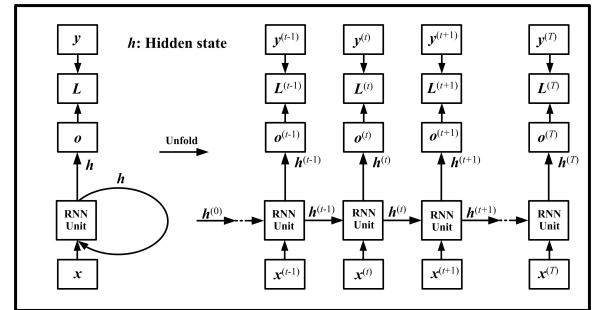 y h: Hidden state y(t-1) y(t) y(t+1) y(T)
L L(t-1) L(t) L(t+1) L(T)
o Unfold o(t-1) o(t) o(t+1) o(T)
h h h(t-1) h(t) h(t+1) h(T)
h(0) h(t-1) h(t) h(t+1)
RNN RNN RNN RNN RNN
Unit Unit Unit Unit Unit
x x(t-1) x(t) x(t+1) x(T)